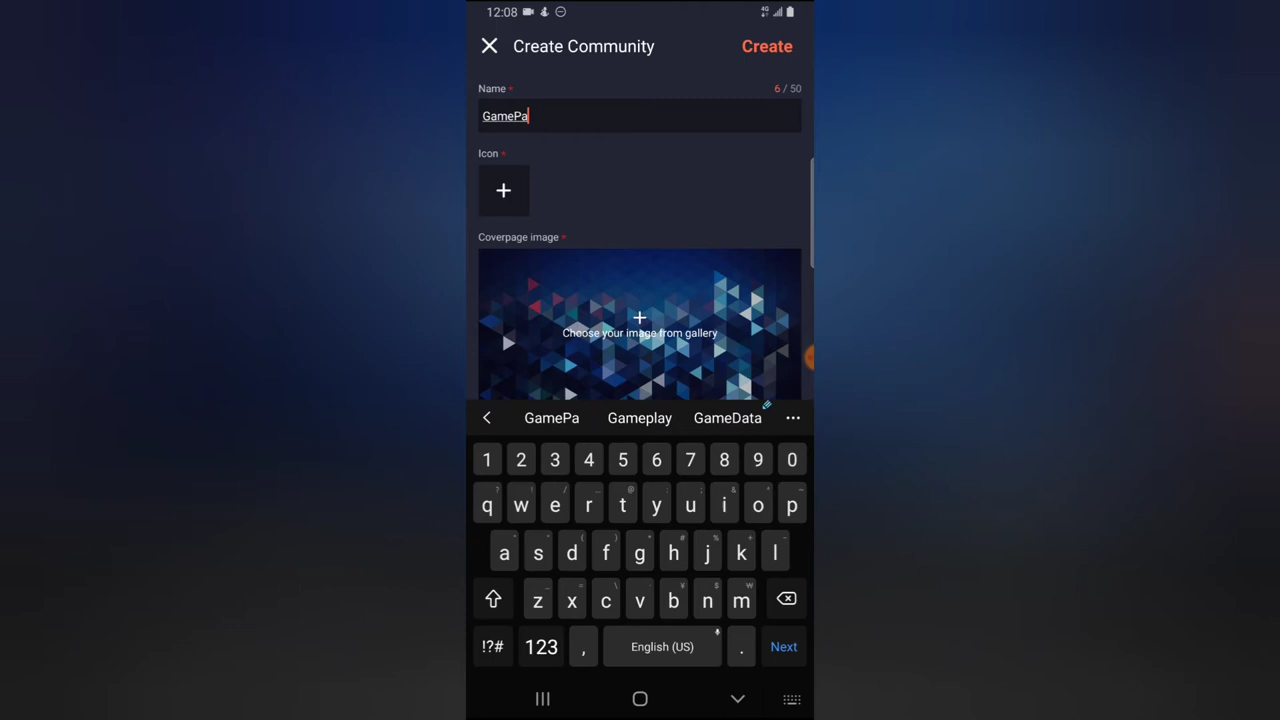 12:08
4G
Create Community
Create
Name *
6 / 50
GamePa
Icon *
Coverpage image *
Choose your image from gallery
GamePa Gameplay GameData
1 2 3 4 5 6 7 8 9 0
q w e r t y u i o p
a s d f g h j k l
z x c v b n m
!?# 123 , English (US) . Next